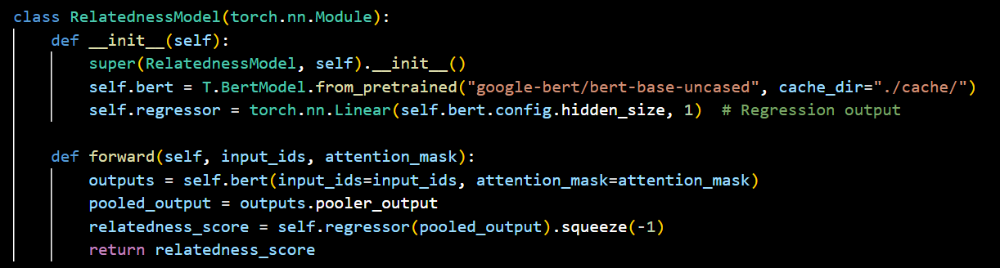 class RelatednessModel(torch.nn.Module):
    def __init__(self):
        super(RelatednessModel, self).__init__()
        self.bert = T.BertModel.from_pretrained("google-bert/bert-base-uncased", cache_dir="./cache/")
        self.regressor = torch.nn.Linear(self.bert.config.hidden_size, 1)  # Regression output
    def forward(self, input_ids, attention_mask):
        outputs = self.bert(input_ids=input_ids, attention_mask=attention_mask)
        pooled_output = outputs.pooler_output
        relatedness_score = self.regressor(pooled_output).squeeze(-1)
        return relatedness_score